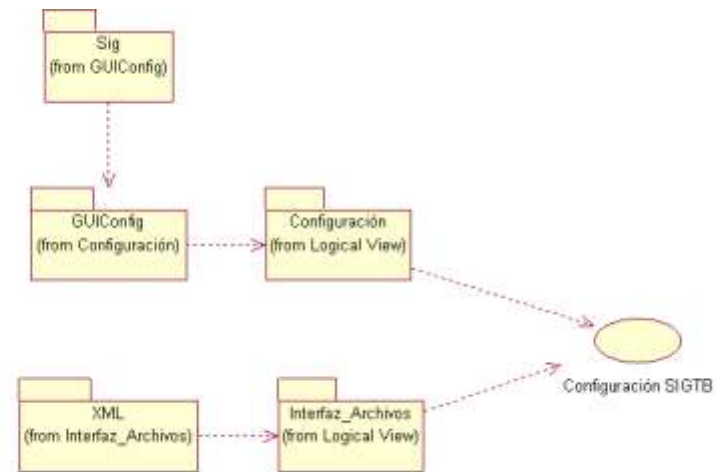 Sig
(from GUIConfig)
GUIConfig
(from Configuración)
Configuración
(from Logical View)
Configuración SIGTB
XML
(from Interfaz_Archivos)
Interfaz_Archivos
(from Logical View)